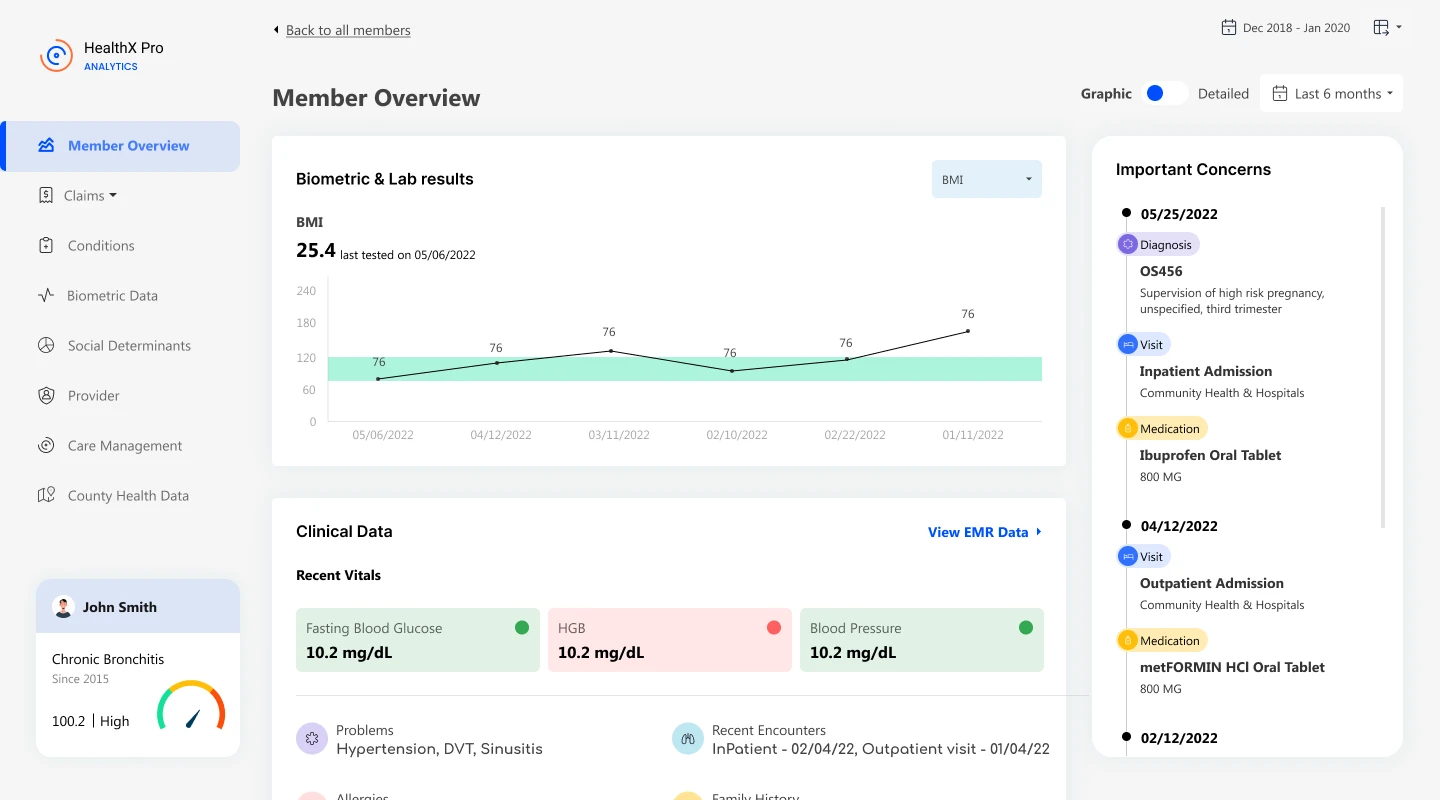 HealthX Pro
ANALYTICS
Back to all members
Dec 2018 - Jan 2020
Member Overview
Graphic
Detailed
Last 6 months
Member Overview
Claims
Conditions
Biometric Data
Social Determinants
Provider
Care Management
County Health Data
John Smith
Chronic Bronchitis
Since 2015
100.2 | High
Biometric & Lab results
BMI
BMI
25.4 last tested on 05/06/2022
240
180
120
60
0
76
76
76
76
76
76
05/06/2022
04/12/2022
03/11/2022
02/10/2022
02/22/2022
01/11/2022
Clinical Data
View EMR Data
Recent Vitals
Fasting Blood Glucose
10.2 mg/dL
HGB
10.2 mg/dL
Blood Pressure
10.2 mg/dL
Problems
Hypertension, DVT, Sinusitis
Recent Encounters
InPatient - 02/04/22, Outpatient visit - 01/04/22
Allergies
Family History
Important Concerns
05/25/2022
Diagnosis
OS456
Supervision of high risk pregnancy,
unspecified, third trimester
Visit
Inpatient Admission
Community Health & Hospitals
Medication
Ibuprofen Oral Tablet
800 MG
04/12/2022
Visit
Outpatient Admission
Community Health & Hospitals
Medication
metFORMIN HCl Oral Tablet
800 MG
02/12/2022